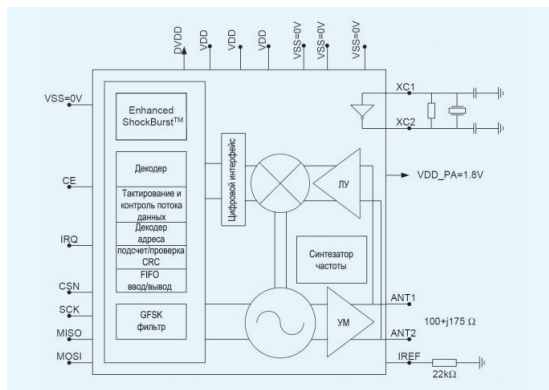 DVDD
VDD
VDD
VDD
VSS=0V
VSS=0V
VSS=0V
VSS=0V
CE
IRQ
CSN
SCK
MISO
MOSI
Enhanced
ShockBurst™
Декодер
Тактирование и
контроль потока
данных
Декодер
адреса
подсчет/проверка
CRC
FIFO
ввод/вывод
GFSK
фильтр
Цифровой интерфейс
ЛУ
Синтезатор
частоты
УМ
XC1
XC2
VDD_PA=1.8V
ANT1
100+j175 Ω
ANT2
IREF
22kΩ